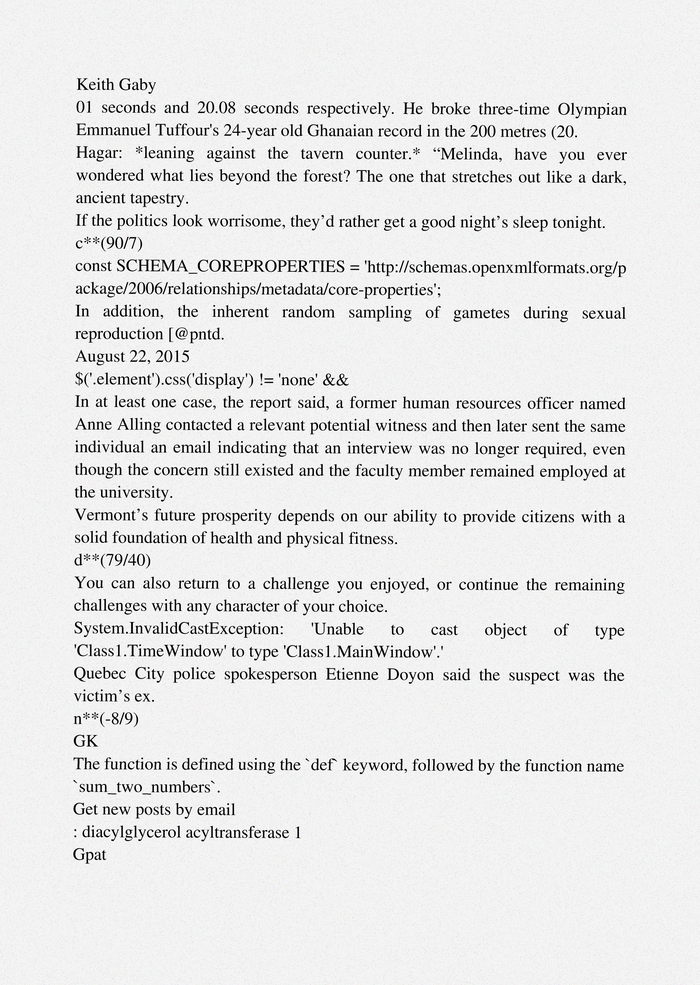 Keith Gaby
01 seconds and 20.08 seconds respectively. He broke three-time Olympian
Emmanuel Tuffour's 24-year old Ghanaian record in the 200 metres (20.
Hagar: *leaning against the tavern counter.* “Melinda, have you ever
wondered what lies beyond the forest? The one that stretches out like a dark,
ancient tapestry.
If the politics look worrisome, they’d rather get a good night’s sleep tonight.
c**(90/7)
const SCHEMA_COREPROPERTIES = 'http://schemas.openxmlformats.org/p
ackage/2006/relationships/metadata/core-properties';
In addition, the inherent random sampling of gametes during sexual
reproduction [@pntd.
August 22, 2015
$('.element').css('display') != 'none' &&
In at least one case, the report said, a former human resources officer named
Anne Alling contacted a relevant potential witness and then later sent the same
individual an email indicating that an interview was no longer required, even
though the concern still existed and the faculty member remained employed at
the university.
Vermont’s future prosperity depends on our ability to provide citizens with a
solid foundation of health and physical fitness.
d**(79/40)
You can also return to a challenge you enjoyed, or continue the remaining
challenges with any character of your choice.
System.InvalidCastException: 'Unable to cast object of type
'Class1.TimeWindow' to type 'Class1.MainWindow'.'
Quebec City police spokesperson Etienne Doyon said the suspect was the
victim’s ex.
n**(-8/9)
GK
The function is defined using the `def` keyword, followed by the function name
`sum_two_numbers`.
Get new posts by email
: diacylglycerol acyltransferase 1
Gpat